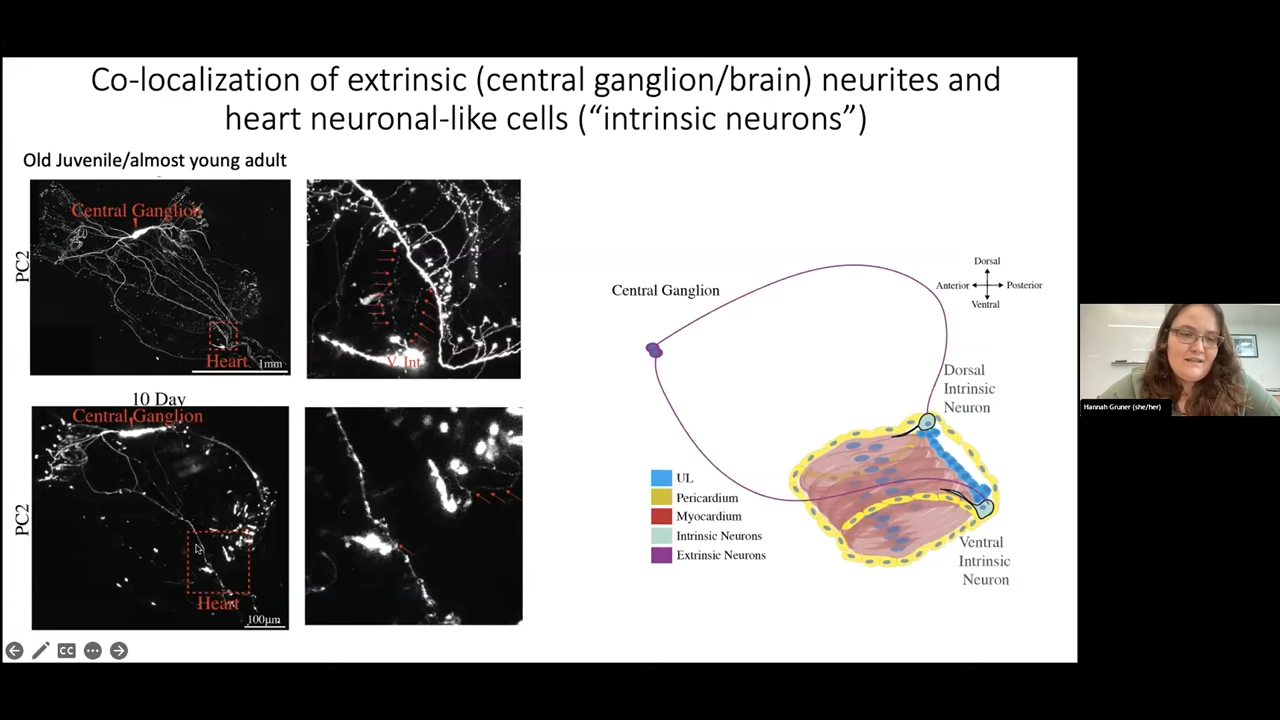 Co-localization of extrinsic (central ganglion/brain) neurites and
heart neuronal-like cells (“intrinsic neurons”)
Old Juvenile/almost young adult
PC2
Central Ganglion
Heart
1mm
V. Int
10 Day
PC2
Central Ganglion
Heart
100µm
Central Ganglion
Dorsal
Anterior
Posterior
Ventral
Dorsal
Intrinsic
Neuron
UL
Pericardium
Myocardium
Intrinsic Neurons
Extrinsic Neurons
Ventral
Intrinsic
Neuron
CC
Hannah Gruner (she/her)